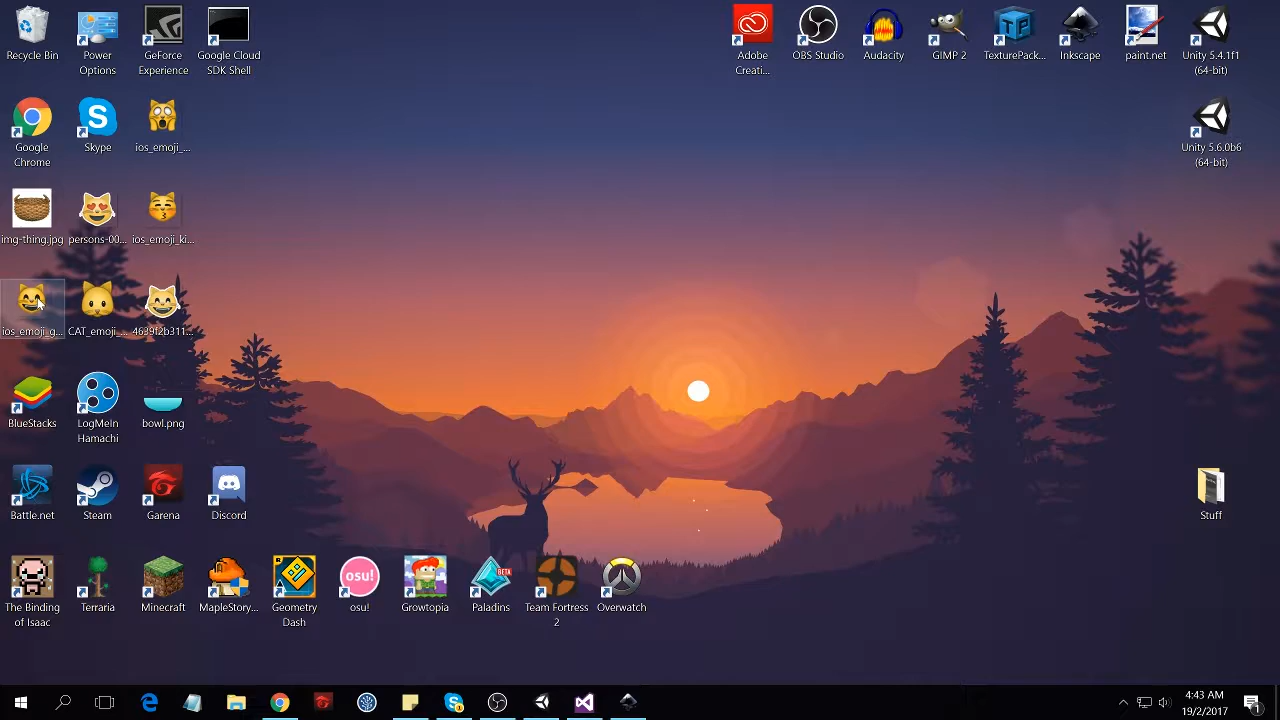 Recycle Bin
Power
Options
GeForce
Experience
Google Cloud
SDK Shell
Adobe
Creati...
OBS Studio
Audacity
GIMP 2
TexturePack...
Inkscape
paint.net
Unity 5.4.1f1
(64-bit)
Google
Chrome
Skype
ios_emoji_...
Unity 5.6.0b6
(64-bit)
img-thing.jpg
persons-00...
ios_emoji_ki...
ios_emoji_g...
CAT_emoji_...
4639f2b311...
BlueStacks
LogMeIn
Hamachi
bowl.png
Battle.net
Steam
Garena
Discord
Stuff
BETA
osu!
The Binding
of Isaac
Terraria
Minecraft
MapleStory...
Geometry
Dash
osu!
Growtopia
Paladins
Team Fortress
2
Overwatch
4:43 AM
19/2/2017